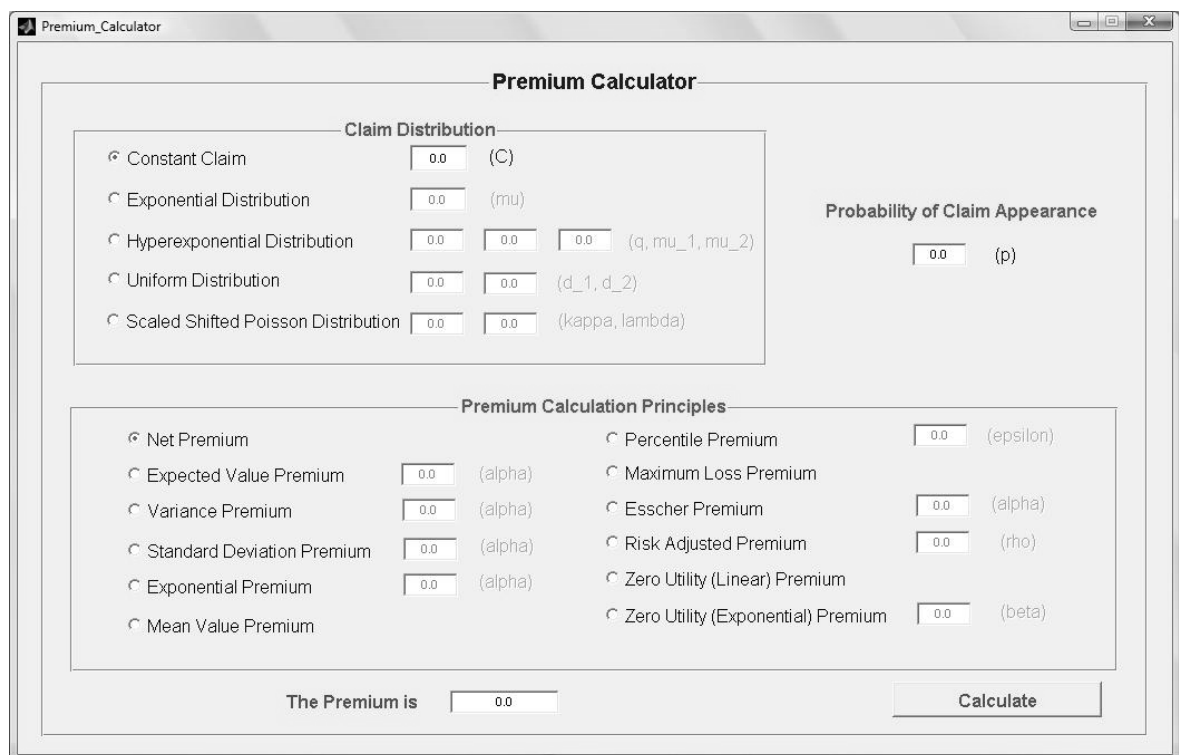 Premium_Calculator
Premium Calculator
Claim Distribution
Constant Claim 0.0 (C)
Exponential Distribution 0.0 (mu)
Hyperexponential Distribution 0.0 0.0 0.0 (q, mu_1, mu_2)
Uniform Distribution 0.0 0.0 (d_1, d_2)
Scaled Shifted Poisson Distribution 0.0 0.0 (kappa, lambda)
Probability of Claim Appearance
0.0 (p)
Premium Calculation Principles
Net Premium
Expected Value Premium 0.0 (alpha)
Variance Premium 0.0 (alpha)
Standard Deviation Premium 0.0 (alpha)
Exponential Premium 0.0 (alpha)
Mean Value Premium
Percentile Premium 0.0 (epsilon)
Maximum Loss Premium
Esscher Premium 0.0 (alpha)
Risk Adjusted Premium 0.0 (rho)
Zero Utility (Linear) Premium
Zero Utility (Exponential) Premium 0.0 (beta)
The Premium is 0.0
Calculate